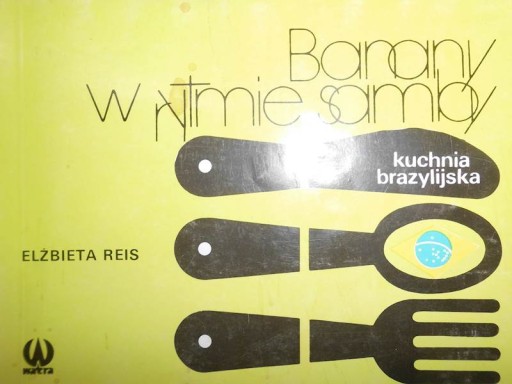 Banany
w rytmie samby
kuchnia
brazylijska
ELŻBIETA REIS
watra